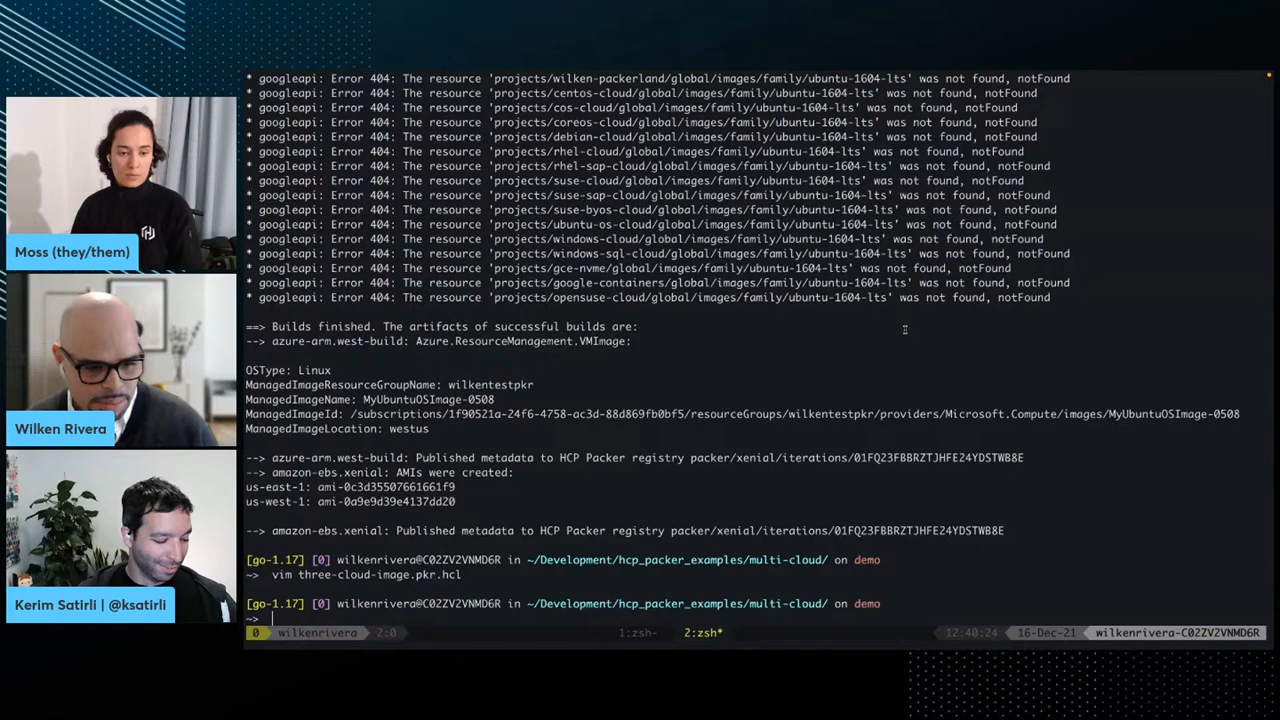 * googleapi: Error 404: The resource 'projects/wilken-packerland/global/images/family/ubuntu-1604-lts' was not found, notFound
* googleapi: Error 404: The resource 'projects/centos-cloud/global/images/family/ubuntu-1604-lts' was not found, notFound
* googleapi: Error 404: The resource 'projects/cos-cloud/global/images/family/ubuntu-1604-lts' was not found, notFound
* googleapi: Error 404: The resource 'projects/coreos-cloud/global/images/family/ubuntu-1604-lts' was not found, notFound
* googleapi: Error 404: The resource 'projects/debian-cloud/global/images/family/ubuntu-1604-lts' was not found, notFound
* googleapi: Error 404: The resource 'projects/rhel-cloud/global/images/family/ubuntu-1604-lts' was not found, notFound
* googleapi: Error 404: The resource 'projects/rhel-sap-cloud/global/images/family/ubuntu-1604-lts' was not found, notFound
* googleapi: Error 404: The resource 'projects/suse-cloud/global/images/family/ubuntu-1604-lts' was not found, notFound
* googleapi: Error 404: The resource 'projects/suse-sap-cloud/global/images/family/ubuntu-1604-lts' was not found, notFound
* googleapi: Error 404: The resource 'projects/suse-byos-cloud/global/images/family/ubuntu-1604-lts' was not found, notFound
* googleapi: Error 404: The resource 'projects/ubuntu-os-cloud/global/images/family/ubuntu-1604-lts' was not found, notFound
* googleapi: Error 404: The resource 'projects/windows-cloud/global/images/family/ubuntu-1604-lts' was not found, notFound
* googleapi: Error 404: The resource 'projects/windows-sql-cloud/global/images/family/ubuntu-1604-lts' was not found, notFound
* googleapi: Error 404: The resource 'projects/gce-nvme/global/images/family/ubuntu-1604-lts' was not found, notFound
* googleapi: Error 404: The resource 'projects/google-containers/global/images/family/ubuntu-1604-lts' was not found, notFound
* googleapi: Error 404: The resource 'projects/opensuse-cloud/global/images/family/ubuntu-1604-lts' was not found, notFound
==> Builds finished. The artifacts of successful builds are:
--> azure-arm.west-build: Azure.ResourceManagement.VMImage:
OSType: Linux
ManagedImageResourceGroupName: wilkentestpkr
ManagedImageName: MyUbuntuOSImage-0508
ManagedImageId: /subscriptions/1f90521a-24f6-4758-ac3d-88d869fb0bf5/resourceGroups/wilkentestpkr/providers/Microsoft.Compute/images/MyUbuntuOSImage-0508
ManagedImageLocation: westus
--> azure-arm.west-build: Published metadata to HCP Packer registry packer/xenial/iterations/01FQ23FBBRZTJHFE24YDSTWB8E
--> amazon-ebs.xenial: AMIs were created:
us-east-1: ami-0c3d35507661661f9
us-west-1: ami-0a9e9d39e4137dd20
--> amazon-ebs.xenial: Published metadata to HCP Packer registry packer/xenial/iterations/01FQ23FBBRZTJHFE24YDSTWB8E
[go-1.17] [0] wilkenrivera@C02ZV2VNMD6R in ~/Development/hcp_packer_examples/multi-cloud/ on demo
~> vim three-cloud-image.pkr.hcl
[go-1.17] [0] wilkenrivera@C02ZV2VNMD6R in ~/Development/hcp_packer_examples/multi-cloud/ on demo
~>
0 wilkenrivera 2:0 1:zsh- 2:zsh* 12:40:24 16-Dec-21 wilkenrivera-C02ZV2VNMD6R
Moss (they/them)
Wilken Rivera
Kerim Satirli | @ksatirli